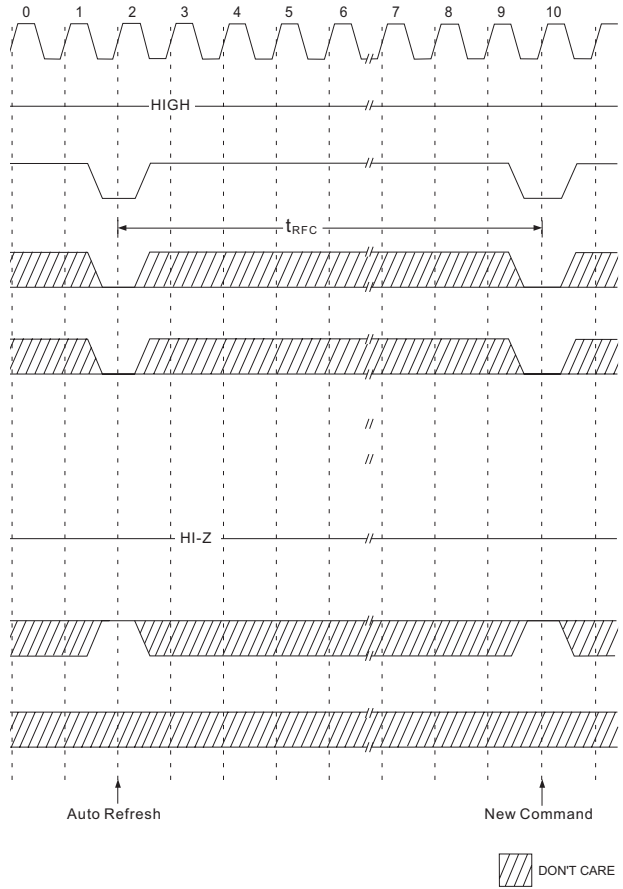 0 1 2 3 4 5 6 7 8 9 10
HIGH
tRFC
HI-Z
Auto Refresh New Command
DON'T CARE